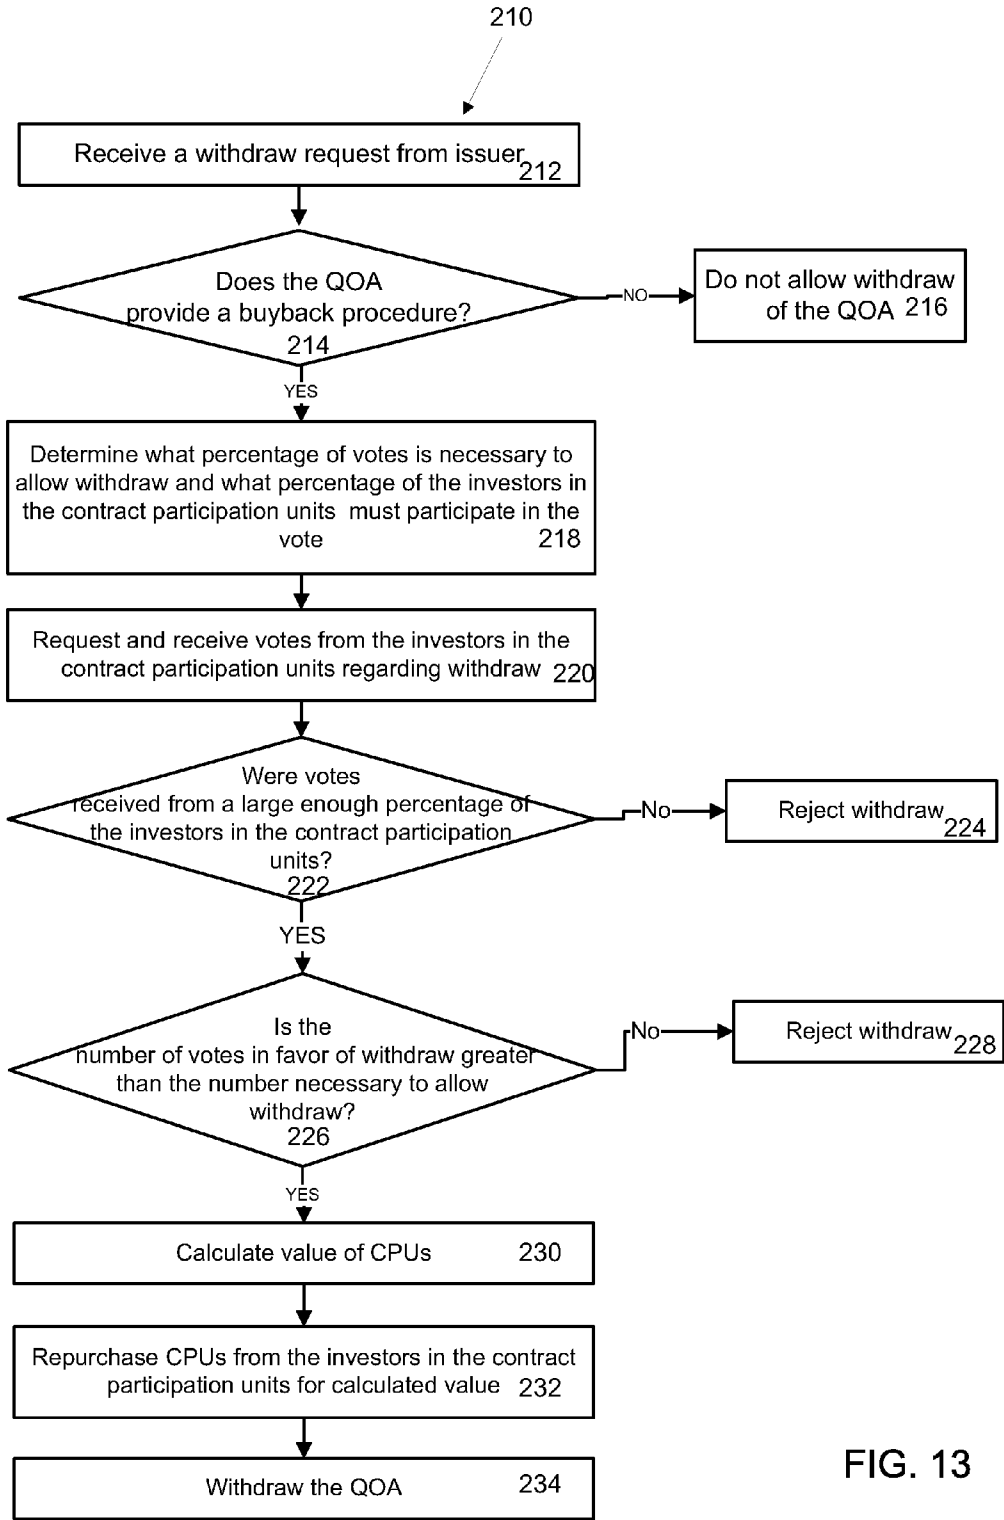 210
Receive a withdraw request from issuer
212
Does the QOA
provide a buyback procedure?
214
NO
Do not allow withdraw
of the QOA 216
YES
Determine what percentage of votes is necessary to
allow withdraw and what percentage of the investors in
the contract participation units must participate in the
vote 218
Request and receive votes from the investors in the
contract participation units regarding withdraw 220
Were votes
received from a large enough percentage of
the investors in the contract participation
units?
222
No
Reject withdraw 224
YES
Is the
number of votes in favor of withdraw greater
than the number necessary to allow
withdraw?
226
No
Reject withdraw 228
YES
Calculate value of CPUs 230
Repurchase CPUs from the investors in the contract
participation units for calculated value 232
Withdraw the QOA 234
FIG. 13